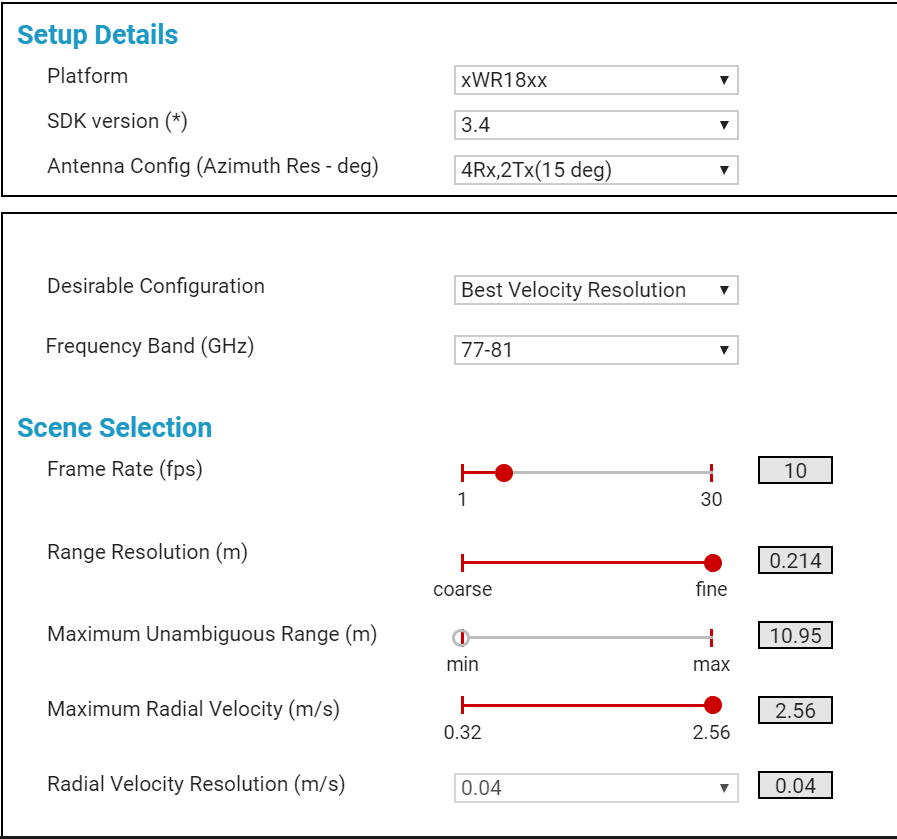 Setup Details
Platform xWR18xx
SDK version (*) 3.4
Antenna Config (Azimuth Res - deg) 4Rx,2Tx(15 deg)
Desirable Configuration Best Velocity Resolution
Frequency Band (GHz) 77-81
Scene Selection
Frame Rate (fps) 10
1 30
Range Resolution (m) 0.214
coarse fine
Maximum Unambiguous Range (m) 10.95
min max
Maximum Radial Velocity (m/s) 2.56
0.32 2.56
Radial Velocity Resolution (m/s) 0.04 0.04